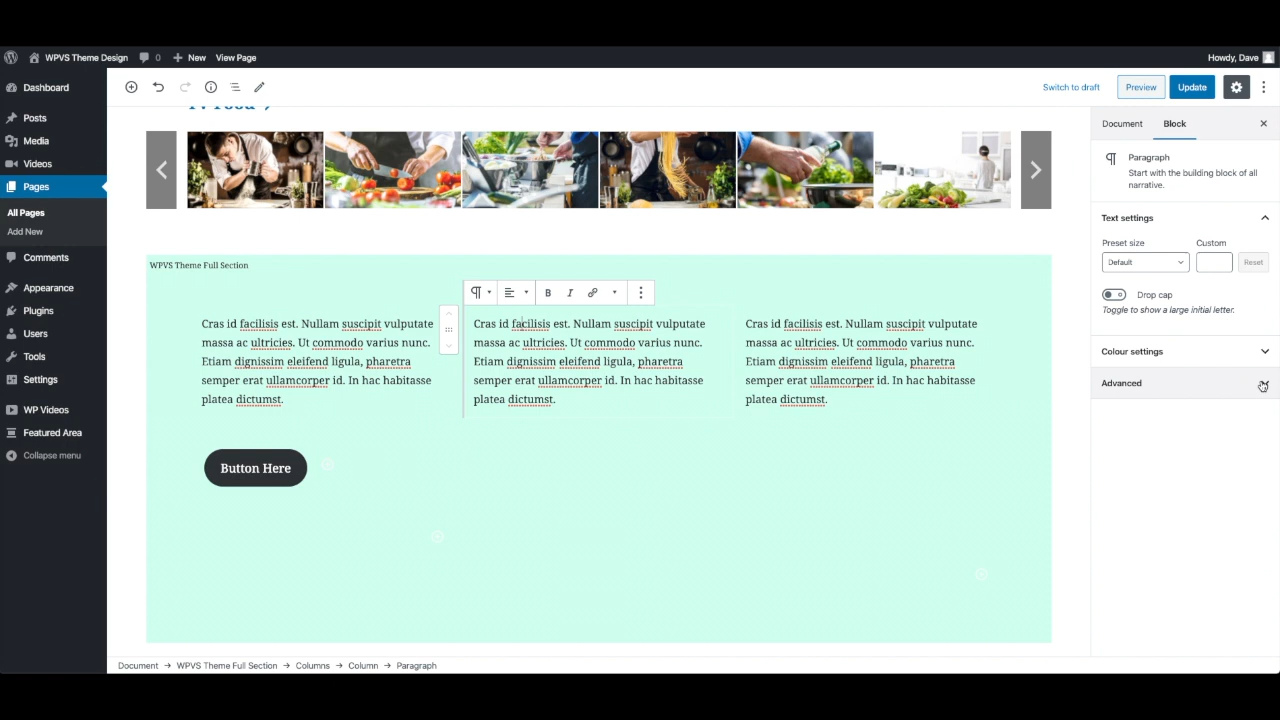 WPVS Theme Design 0 New View Page Howdy, Dave
Dashboard
Posts
Media
Videos
Pages
All Pages
Add New
Comments
Appearance
Plugins
Users
Tools
Settings
WP Videos
Featured Area
Collapse menu
Switch to draft Preview Update
WPVS Theme Full Section
B I
Cras id facilisis est. Nullam suscipit vulputate
massa ac ultricies. Ut commodo varius nunc.
Etiam dignissim eleifend ligula, pharetra
semper erat ullamcorper id. In hac habitasse
platea dictumst.
Cras id facilisis est. Nullam suscipit vulputate
massa ac ultricies. Ut commodo varius nunc.
Etiam dignissim eleifend ligula, pharetra
semper erat ullamcorper id. In hac habitasse
platea dictumst.
Cras id facilisis est. Nullam suscipit vulputate
massa ac ultricies. Ut commodo varius nunc.
Etiam dignissim eleifend ligula, pharetra
semper erat ullamcorper id. In hac habitasse
platea dictumst.
Button Here
Document → WPVS Theme Full Section → Columns → Column → Paragraph
Document Block
Paragraph
Start with the building block of all
narrative.
Text settings
Preset size Custom
Default Reset
Drop cap
Toggle to show a large initial letter.
Colour settings
Advanced